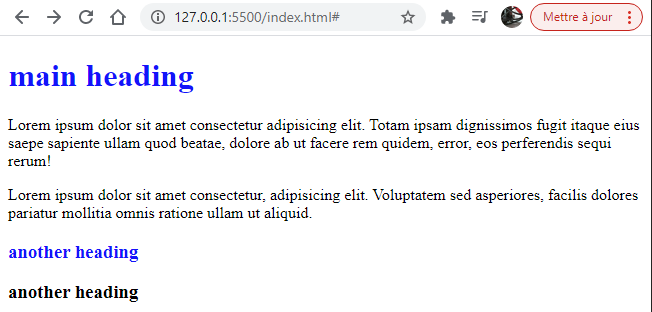 127.0.0.1:5500/index.html#
Mettre à jour
main heading
Lorem ipsum dolor sit amet consectetur adipisicing elit. Totam ipsam dignissimos fugit itaque eius
saepe sapiente ullam quod beatae, dolore ab ut facere rem quidem, error, eos perferendis sequi
rerum!
Lorem ipsum dolor sit amet consectetur, adipisicing elit. Voluptatem sed asperiores, facilis dolores
pariatur mollitia omnis ratione ullam ut aliquid.
another heading
another heading